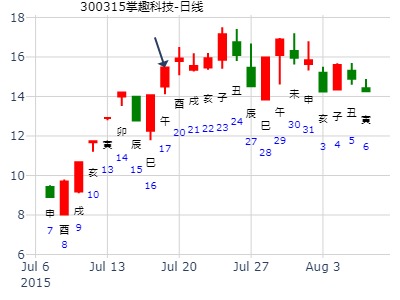 300315掌趣科技-日线
18
16
14
12
10
8
6
申
7
酉
8
戌
9
亥
10
寅
13
卯
14
辰
15
巳
16
午
17
酉
20
戌
21
亥
22
子
23
丑
24
辰
27
巳
28
午
29
未
30
申
31
亥
3
子
4
丑
5
寅
6
Jul 6
2015
Jul 13
Jul 20
Jul 27
Aug 3